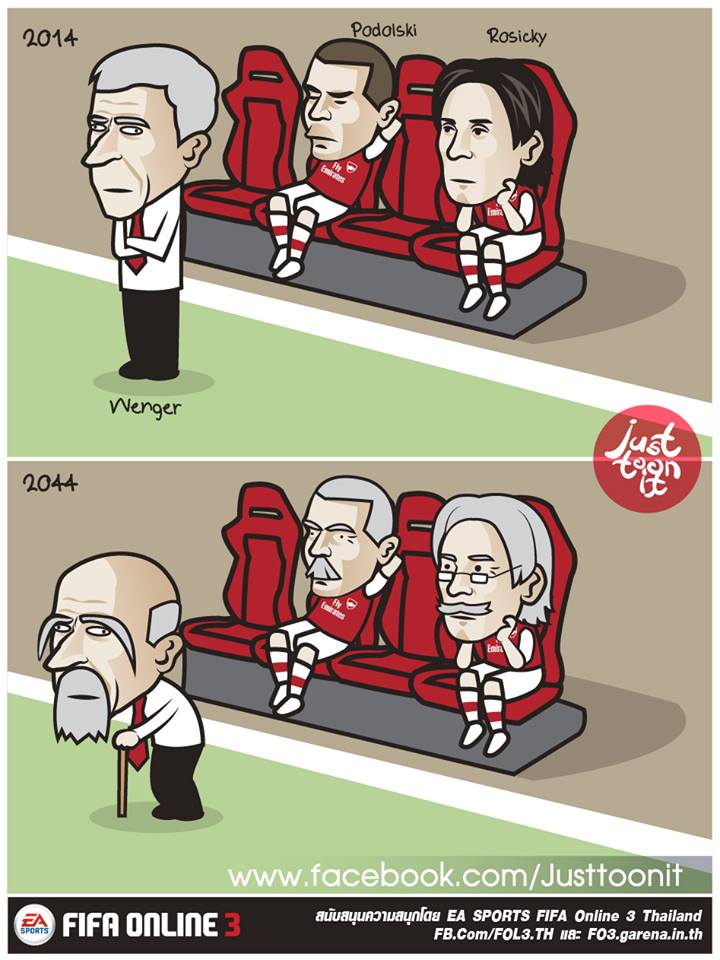 2014
Podolski
Rosicky
Fly
Emirates
Emira
Wenger
just
toon
it
2044
Fly
Emirates
Emira
www.facebook.com/Justtoonit
EA
SPORTS
FIFA ONLINE 3
สนับสนุนความสนุกโดย EA SPORTS FIFA Online 3 Thailand
FB.Com/FOL3.TH และ FO3.garena.in.th